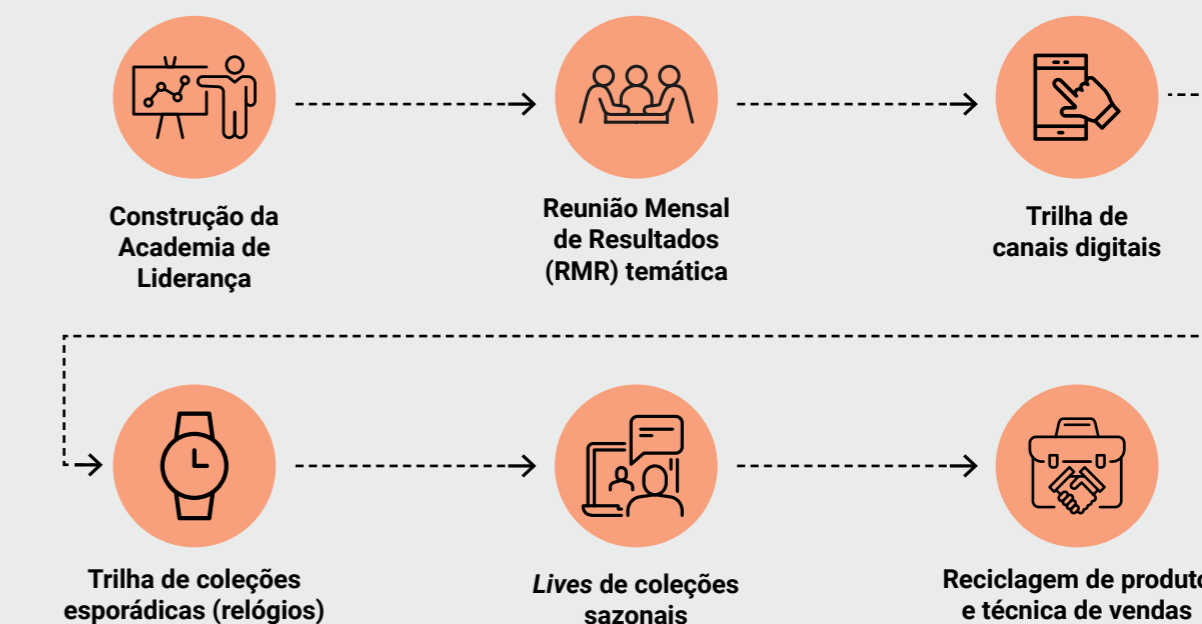 Construção da
Academia de
Liderança
Reunião Mensal
de Resultados
(RMR) temática
Trilha de
canais digitais
Trilha de coleções
esporádicas (relógios)
Lives de coleções
sazonais
Reciclagem de produto
e técnica de vendas